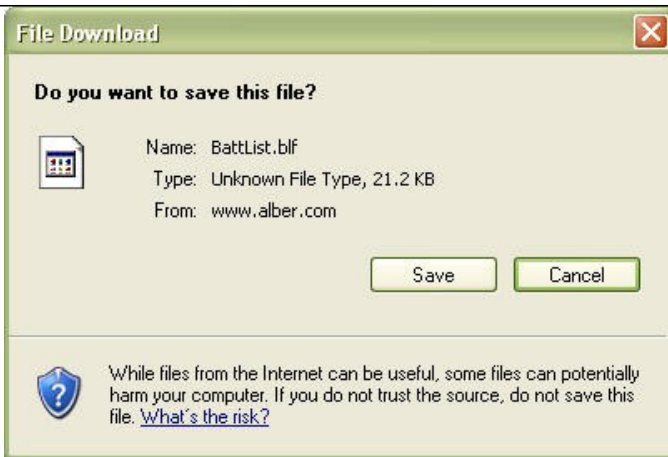 File Download
Do you want to save this file?
Name: BattList.blf
Type: Unknown File Type, 21.2 KB
From: www.alber.com
Save Cancel
While files from the Internet can be useful, some files can potentially
harm your computer. If you do not trust the source, do not save this
file. What's the risk?